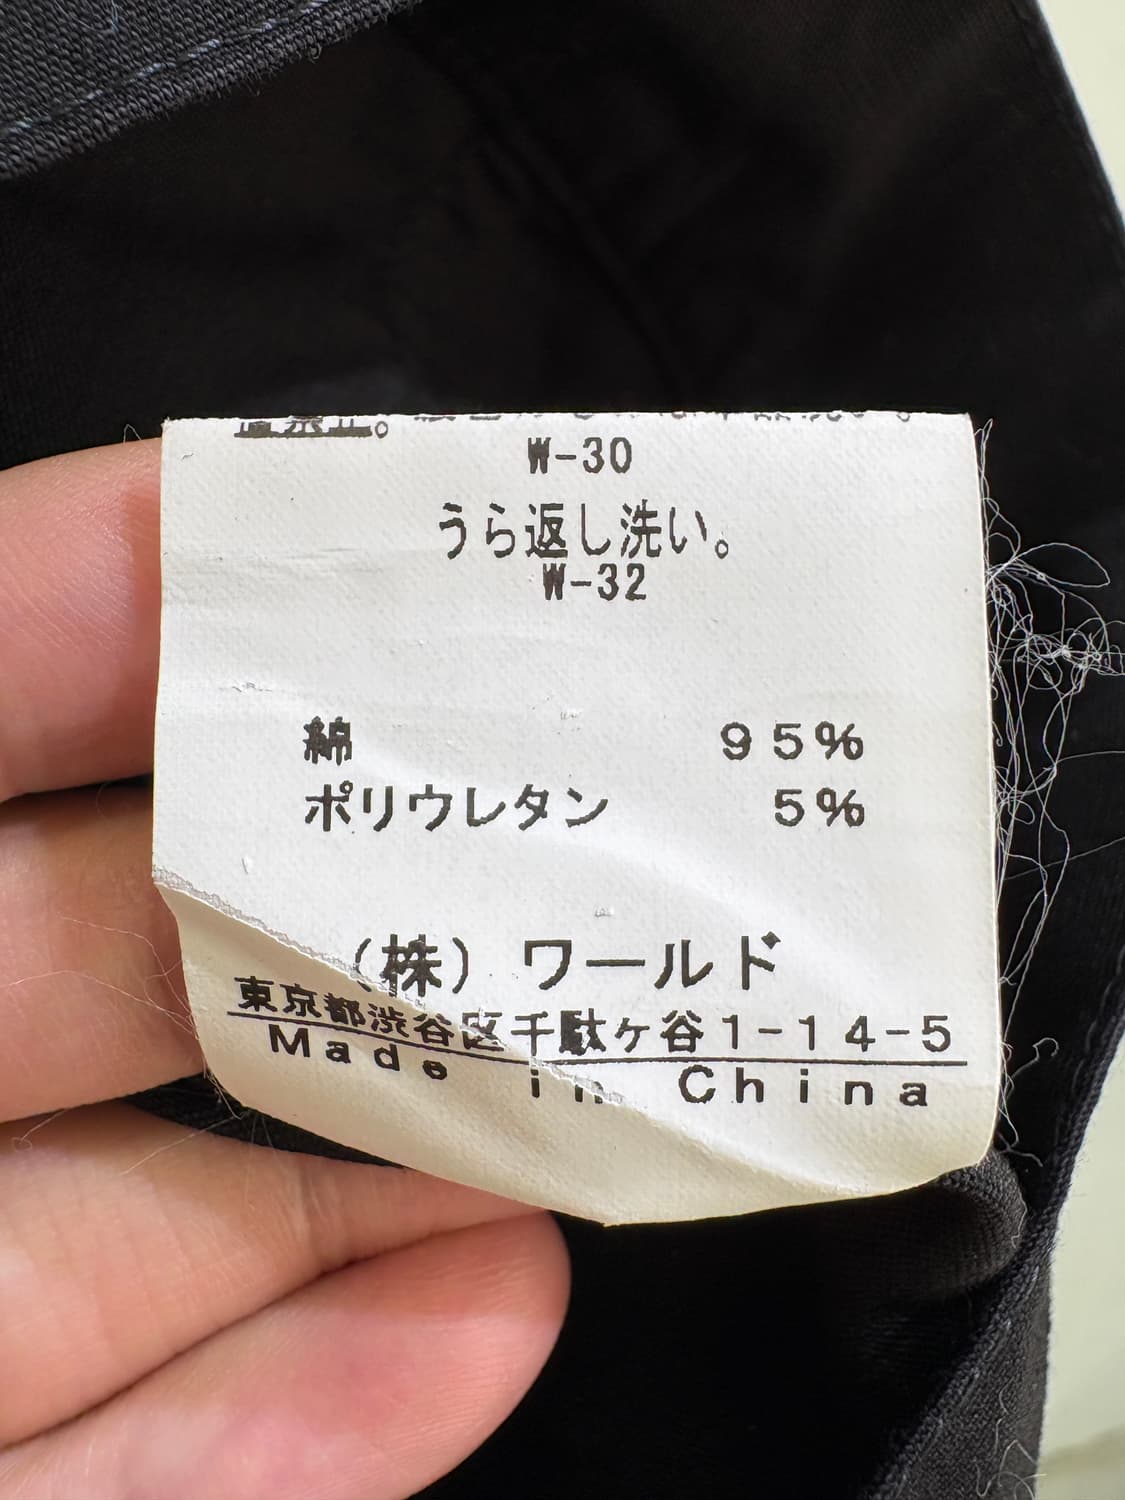 W-30
うら返し洗い。
W-32
綿 95%
ポリウレタン 5%
(株) ワールド
東京都渋谷区千駄ヶ谷1-14-5
Made in China